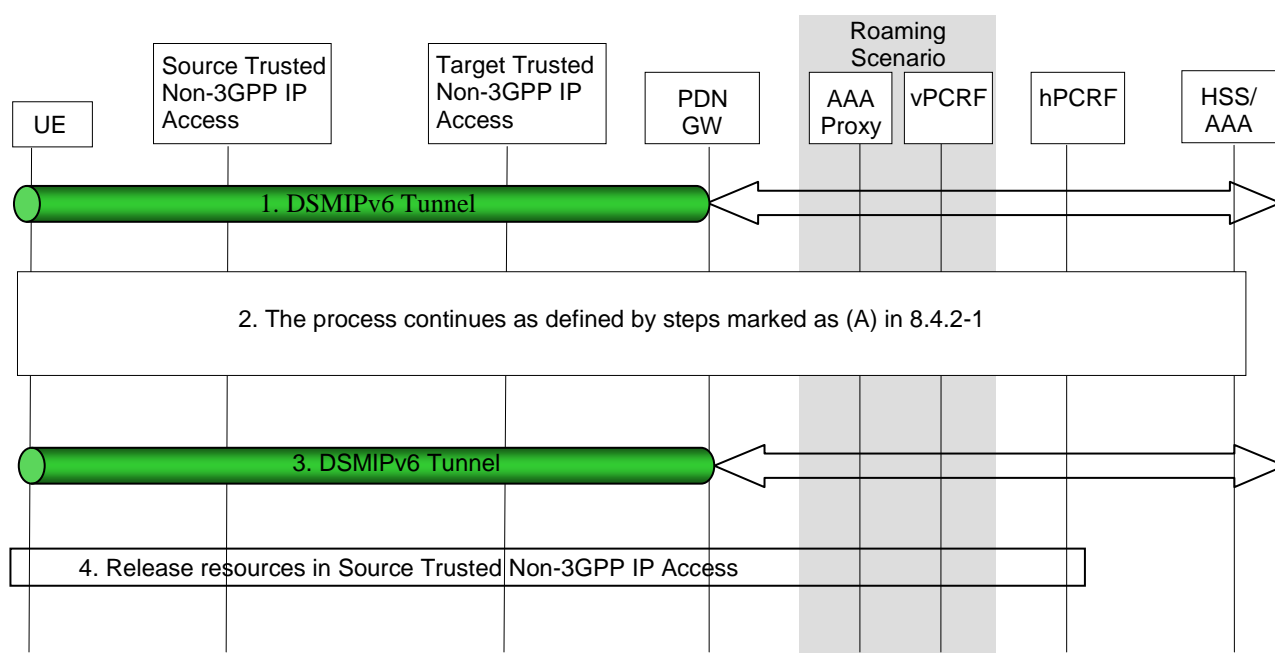 Roaming
Scenario
Source Trusted
Non-3GPP IP
Access
Target Trusted
Non-3GPP IP
Access
UE
PDN
GW
AAA
Proxy
vPCRF
hPCRF
HSS/
AAA
1. DSMIPv6 Tunnel
2. The process continues as defined by steps marked as (A) in 8.4.2-1
3. DSMIPv6 Tunnel
4. Release resources in Source Trusted Non-3GPP IP Access